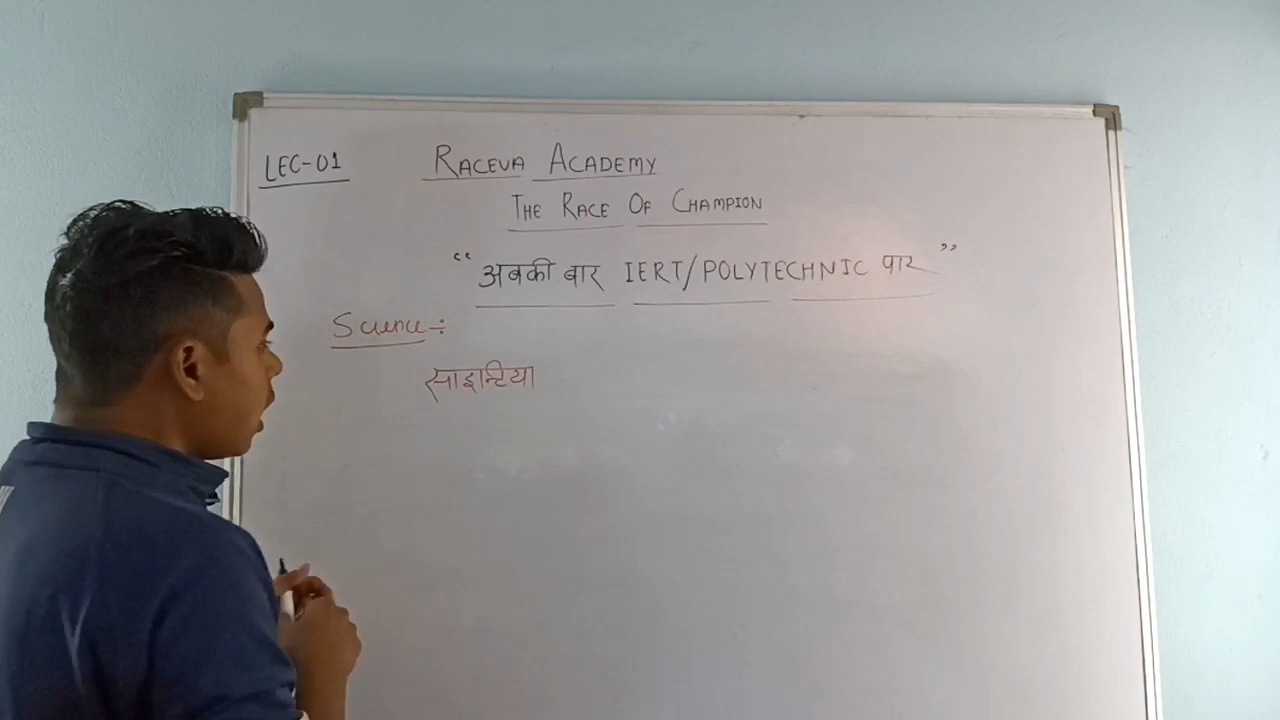 LEC-01
RACEVA ACADEMY
THE RACE OF CHAMPION
“ अबकी बार IERT/POLYTECHNIC पार ”
Science ÷
साइन्टिया